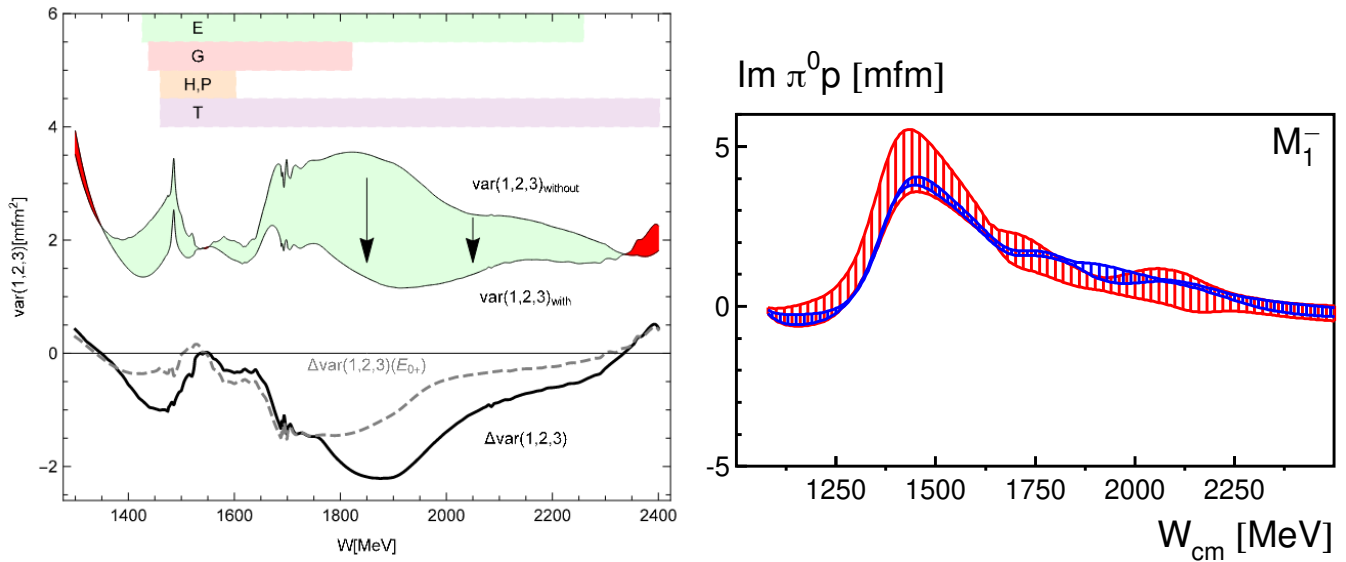 6
4
2
0
−2
var(1,2,3)[mfm²]
E
G
H,P
T
var(1,2,3)without
var(1,2,3)with
Δvar(1,2,3)(E₀₊)
Δvar(1,2,3)
1400 1600 1800 2000 2200 2400
W[MeV]
Im π⁰p [mfm]
M₁⁻
5
0
-5
1250 1500 1750 2000 2250
W_cm [MeV]